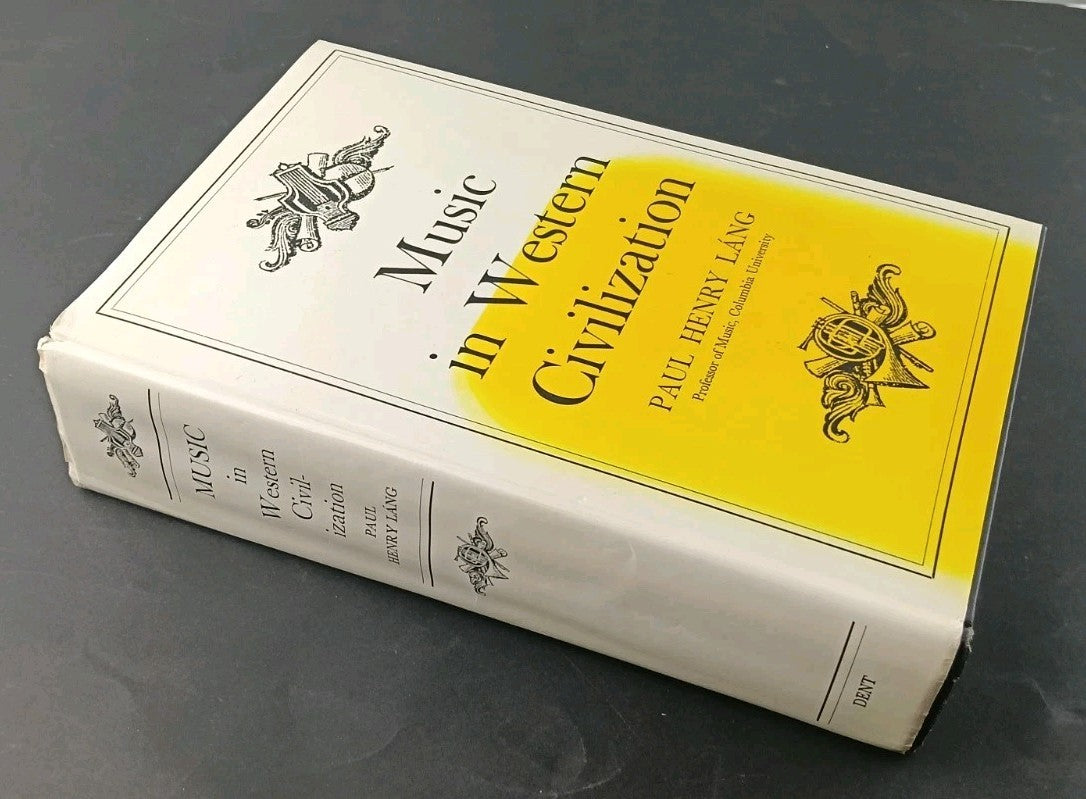 Music
in Western
Civilization
PAUL HENRY LÁNG
Professor of Music, Columbia University
MUSIC
in
Western
Civil-
ization
PAUL
HENRY LÁNG
DENT